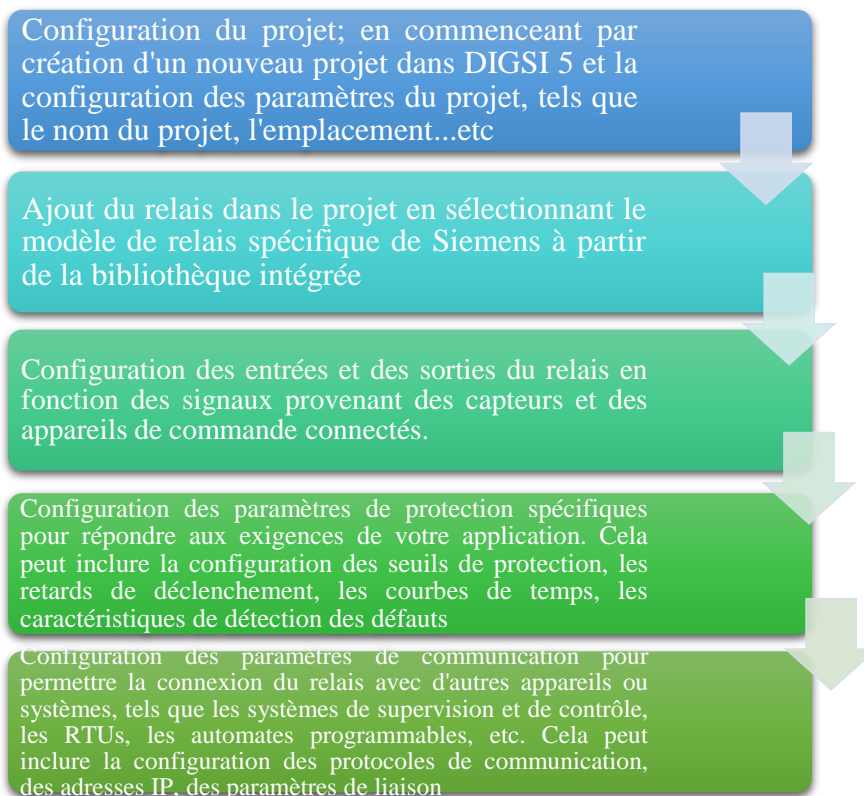 Configuration du projet; en commenceant par
création d'un nouveau projet dans DIGSI 5 et la
configuration des paramètres du projet, tels que
le nom du projet, l'emplacement...etc
Ajout du relais dans le projet en sélectionnant le
modèle de relais spécifique de Siemens à partir
de la bibliothèque intégrée
Configuration des entrées et des sorties du relais en
fonction des signaux provenant des capteurs et des
appareils de commande connectés.
Configuration des paramètres de protection spécifiques
pour répondre aux exigences de votre application. Cela
peut inclure la configuration des seuils de protection, les
retards de déclenchement, les courbes de temps, les
caractéristiques de détection des défauts
Configuration des paramètres de communication pour
permettre la connexion du relais avec d'autres appareils ou
systèmes, tels que les systèmes de supervision et de contrôle,
les RTUs, les automates programmables, etc. Cela peut
inclure la configuration des protocoles de communication,
des adresses IP, des paramètres de liaison